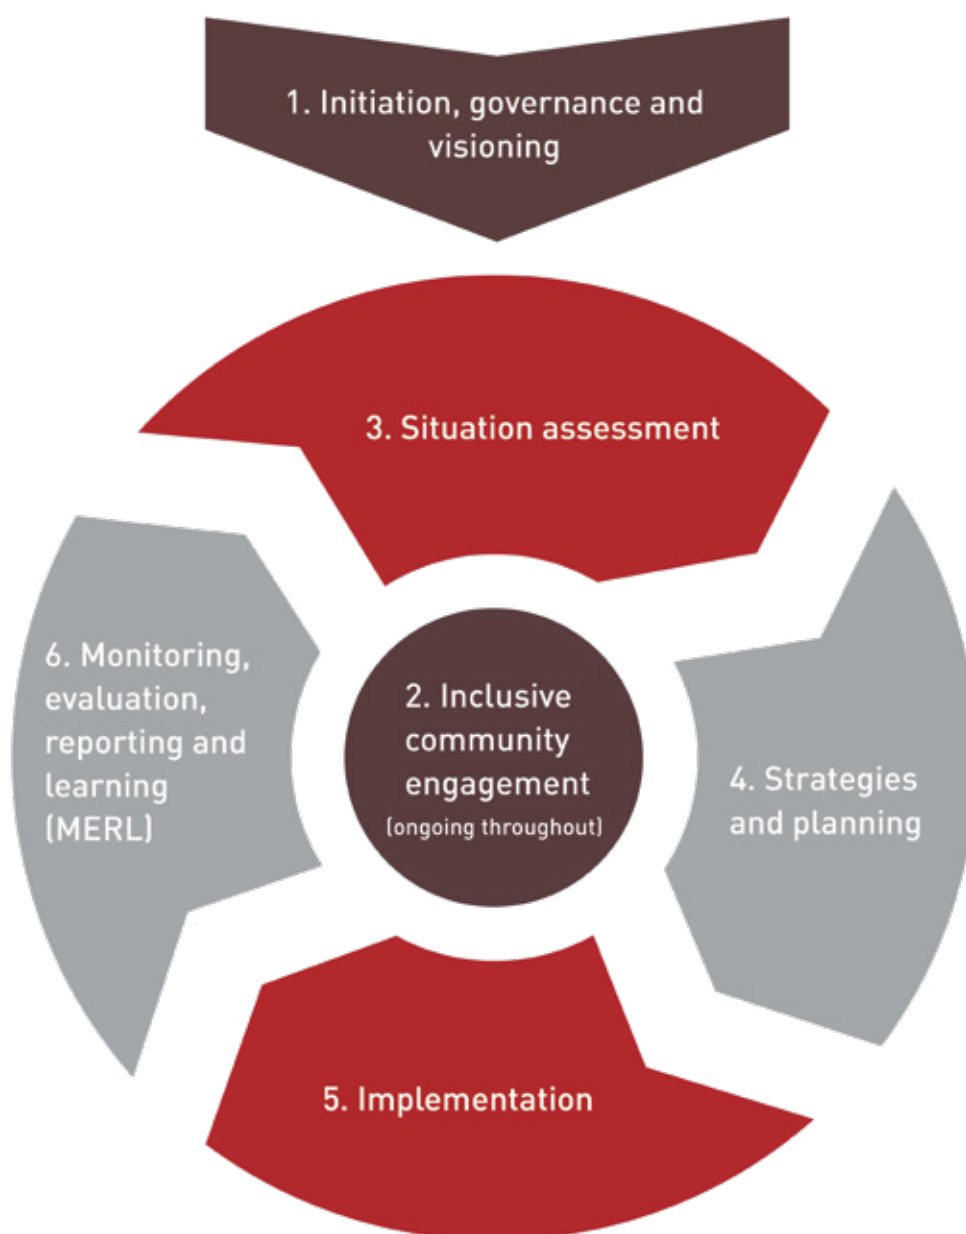 1. Initiation, governance and
visioning
3. Situation assessment
6. Monitoring,
evaluation,
reporting and
learning
(MERL)
2. Inclusive
community
engagement
(ongoing throughout)
4. Strategies
and planning
5. Implementation